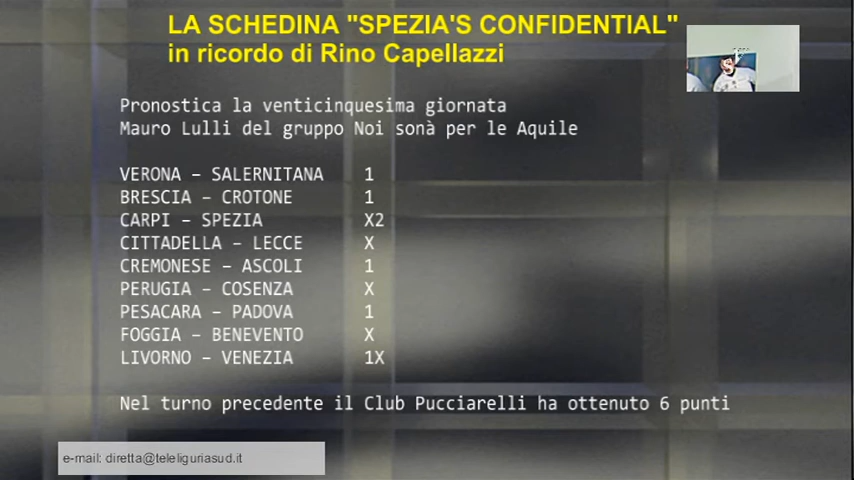 LA SCHEDINA "SPEZIA'S CONFIDENTIAL"
in ricordo di Rino Capellazzi
Pronostica la venticinquesima giornata
Mauro Lulli del gruppo Noi sonà per le Aquile
VERONA – SALERNITANA 1
BRESCIA – CROTONE 1
CARPI – SPEZIA X2
CITTADELLA – LECCE X
CREMONESE – ASCOLI 1
PERUGIA – COSENZA X
PESACARA – PADOVA 1
FOGGIA – BENEVENTO X
LIVORNO – VENEZIA 1X
Nel turno precedente il Club Pucciarelli ha ottenuto 6 punti
e-mail: diretta@teleliguriasud.it